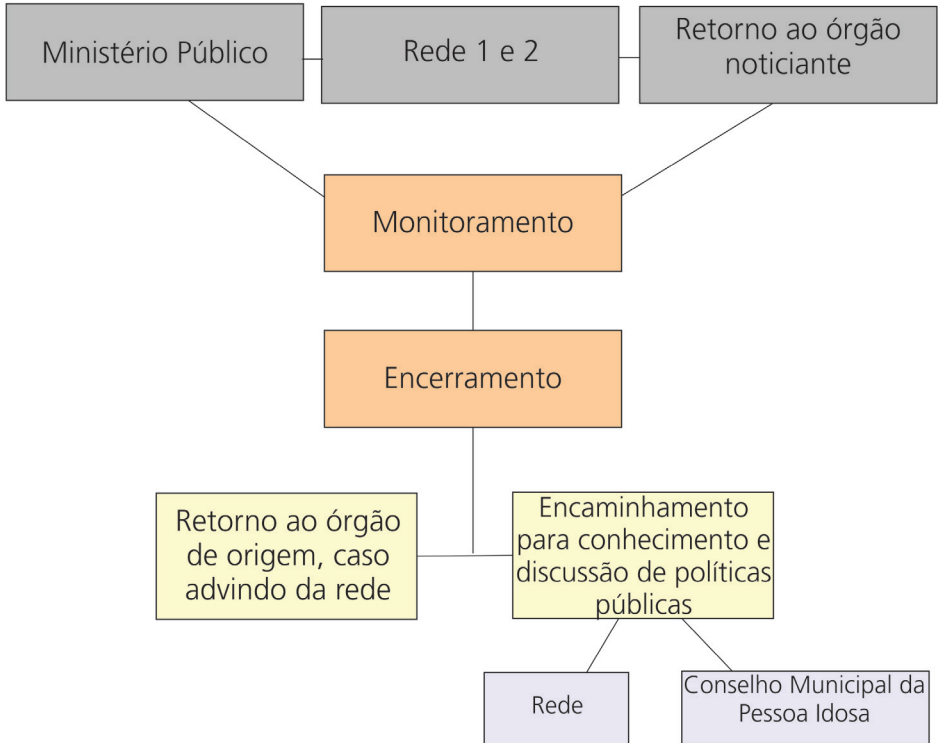 Ministério Público
Rede 1 e 2
Retorno ao órgão
noticiante
Monitoramento
Encerramento
Retorno ao órgão
de origem, caso
advindo da rede
Encaminhamento
para conhecimento e
discussão de políticas
públicas
Rede
Conselho Municipal da
Pessoa Idosa